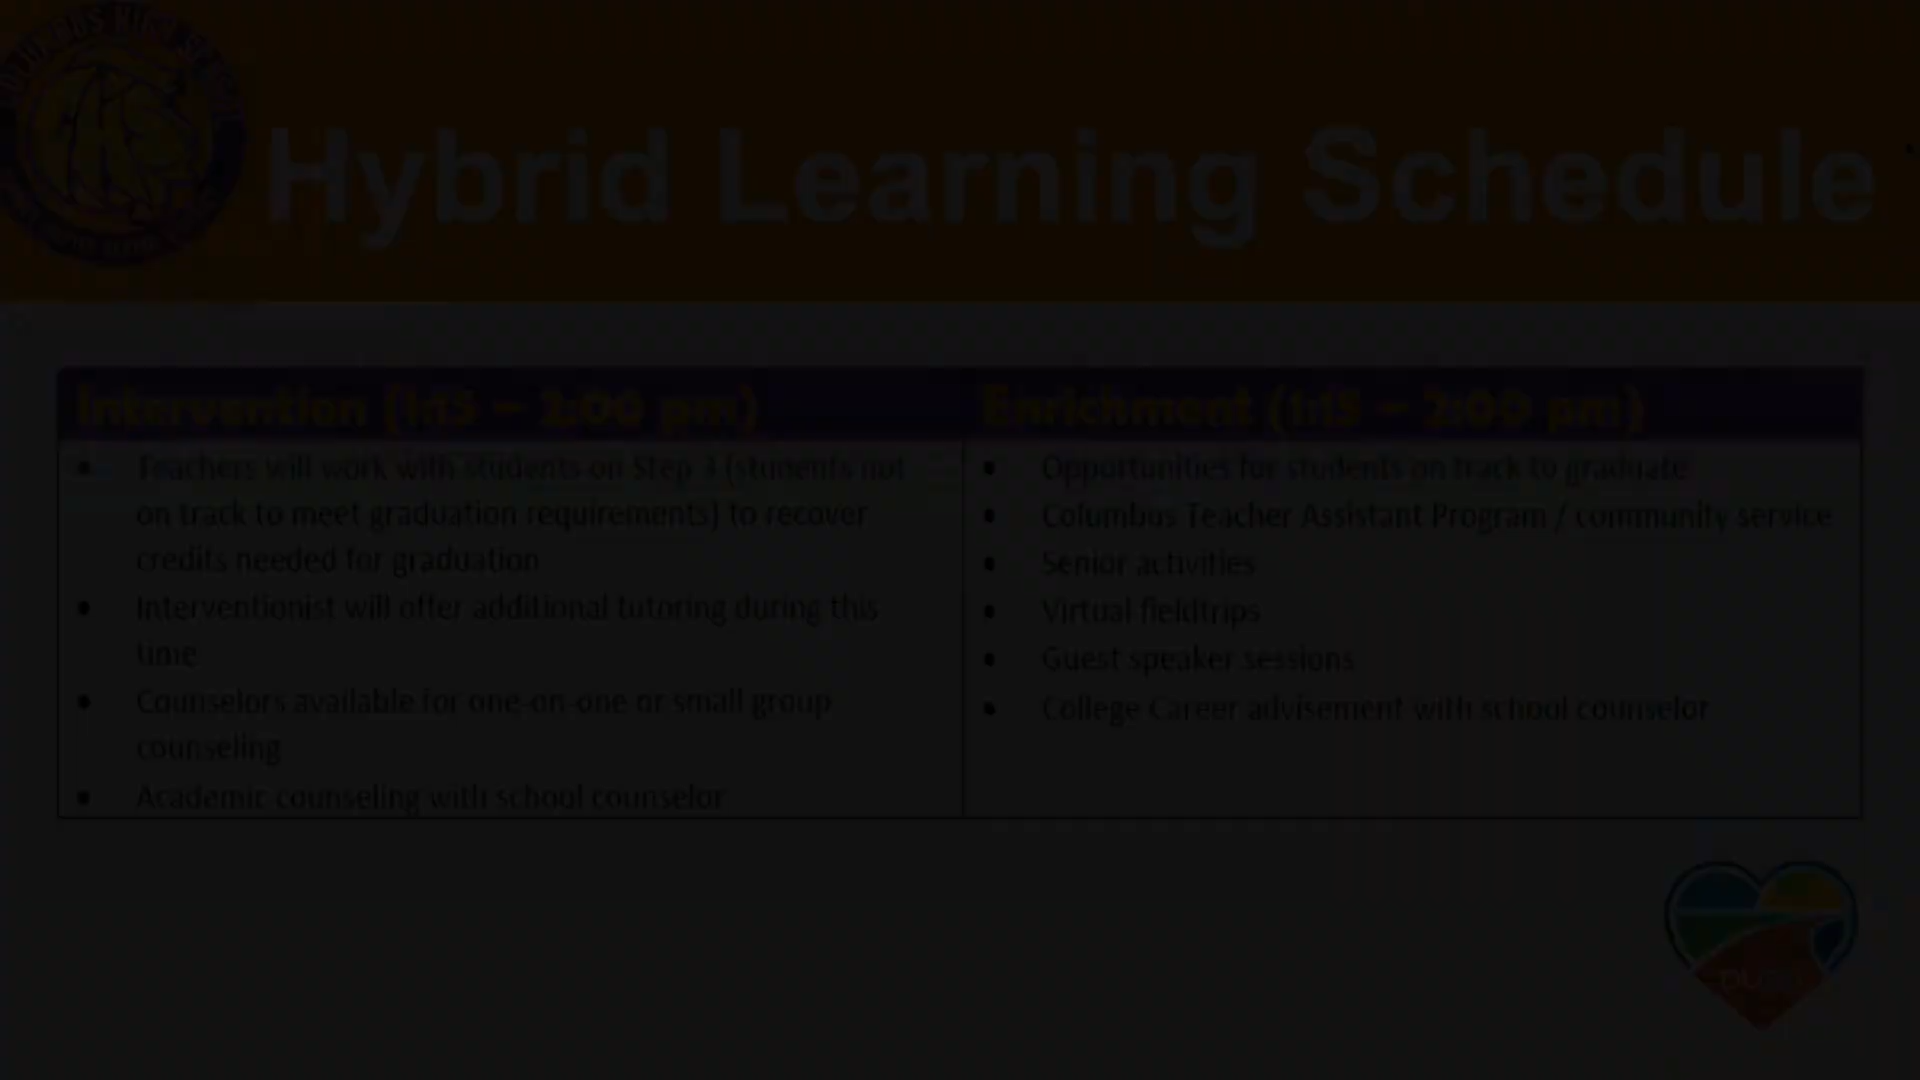 COLUMBUS HIGH SCHOOL
Hybrid Learning Schedule
Intervention (1:15 – 2:00 pm)
Enrichment (1:15 – 2:00 pm)
• Teachers will work with students on Step 3 (students not
on track to meet graduation requirements) to recover
credits needed for graduation
• Interventionist will offer additional tutoring during this
time
• Counselors available for one-on-one or small group
counseling
• Academic counseling with school counselor
• Opportunities for students on track to graduate
• Columbus Teacher Assistant Program / community service
• Senior activities
• Virtual fieldtrips
• Guest speaker sessions
• College Career advisement with school counselor